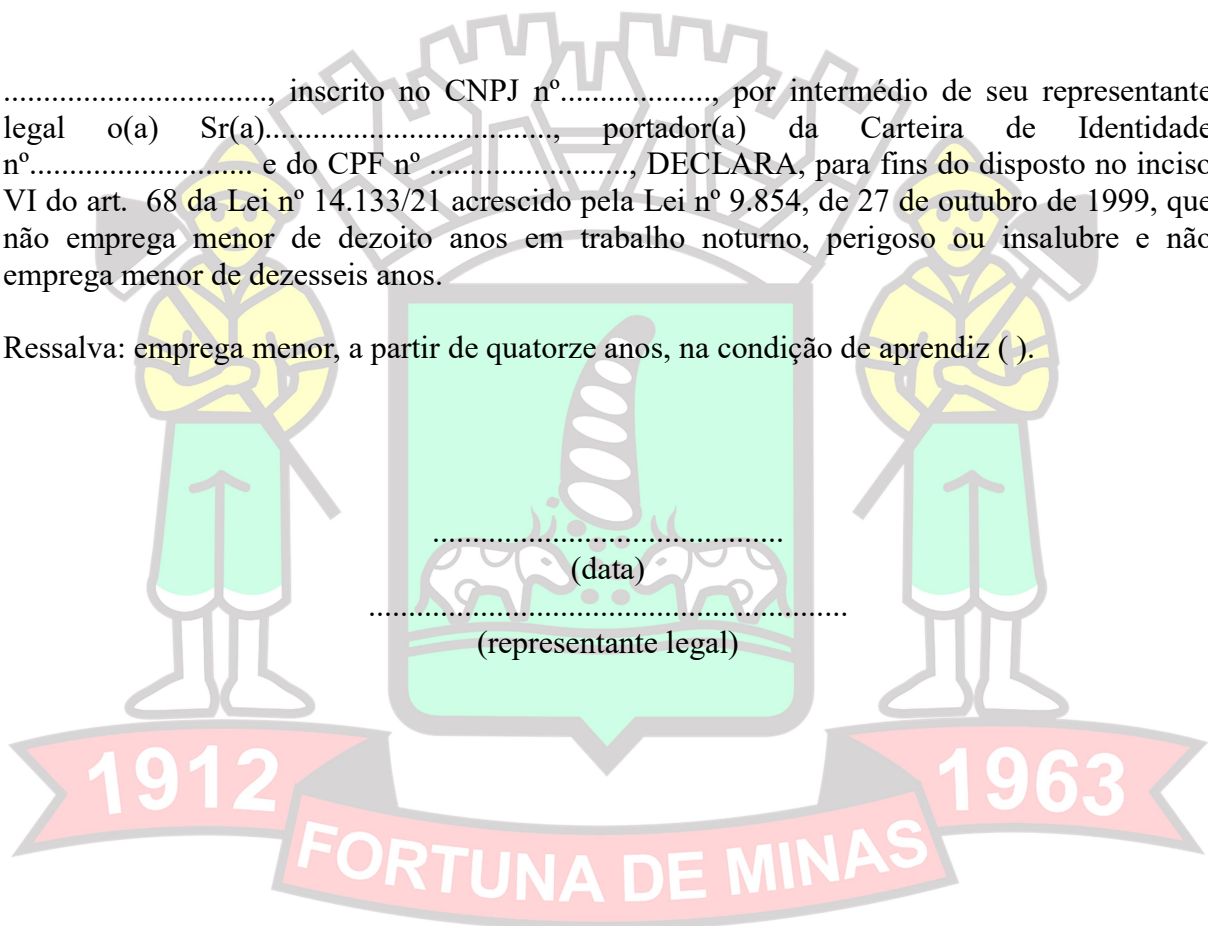 ................................., inscrito no CNPJ nº..................., por intermédio de seu representante
legal o(a) Sr(a)...................................., portador(a) da Carteira de Identidade
nº............................ e do CPF nº ........................., DECLARA, para fins do disposto no inciso
VI do art. 68 da Lei nº 14.133/21 acrescido pela Lei nº 9.854, de 27 de outubro de 1999, que
não emprega menor de dezoito anos em trabalho noturno, perigoso ou insalubre e não
emprega menor de dezesseis anos.
Ressalva: emprega menor, a partir de quatorze anos, na condição de aprendiz ( ).
............................................
(data)
............................................................
(representante legal)
1912
1963
FORTUNA DE MINAS